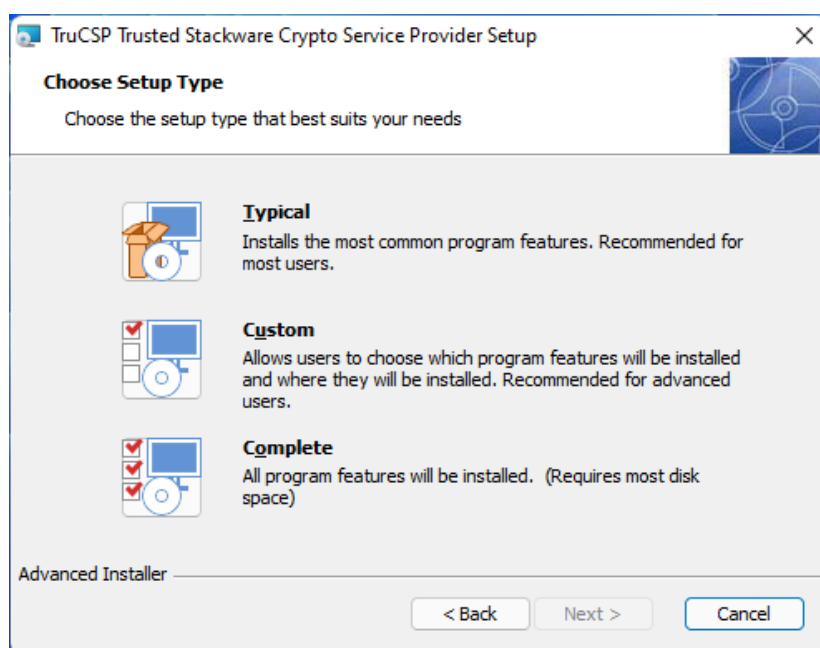 TruCSP Trusted Stackware Crypto Service Provider Setup
Choose Setup Type
Choose the setup type that best suits your needs
Typical
Installs the most common program features. Recommended for
most users.
Custom
Allows users to choose which program features will be installed
and where they will be installed. Recommended for advanced
users.
Complete
All program features will be installed.  (Requires most disk
space)
Advanced Installer
< Back
Next >
Cancel